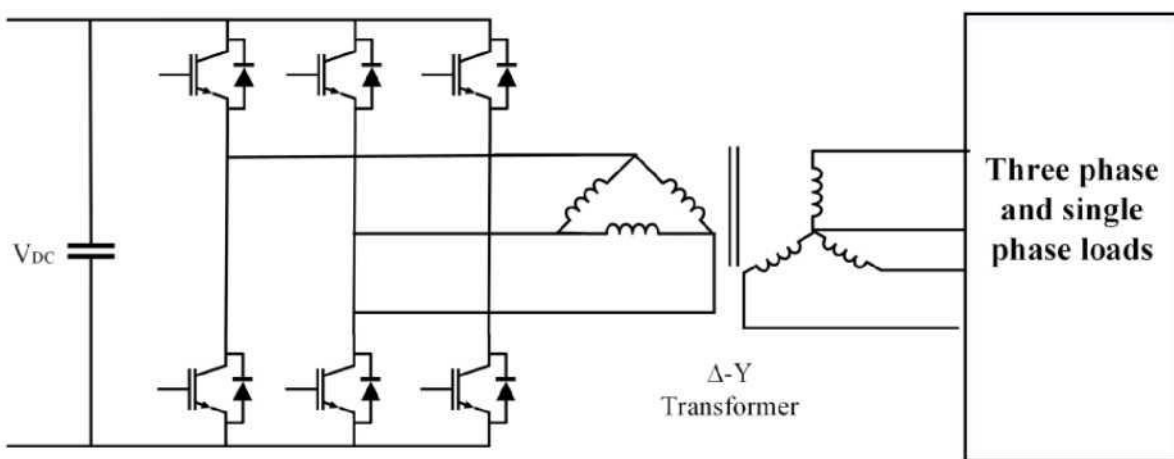 VDC
Δ-Y
Transformer
Three phase
and single
phase loads